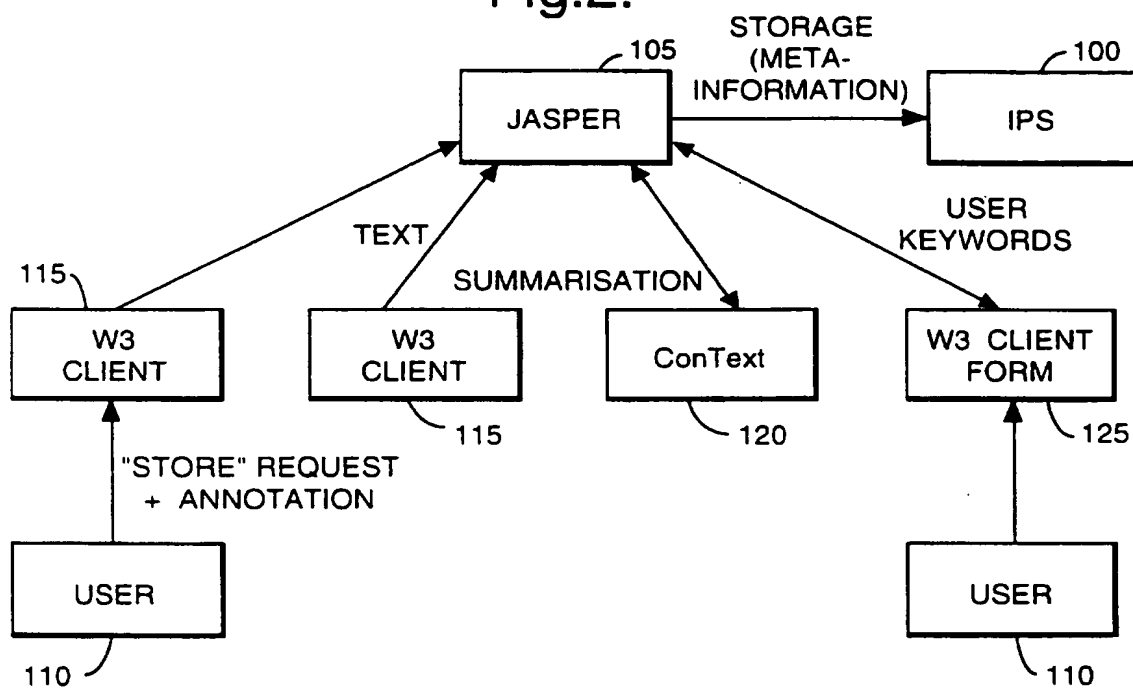 Fig.2.
STORAGE
(META-
INFORMATION)
105
100
JASPER
IPS
TEXT
USER
KEYWORDS
SUMMARISATION
115
W3
CLIENT
W3
CLIENT
ConText
W3 CLIENT
FORM
115
120
125
"STORE" REQUEST
+ ANNOTATION
USER
USER
110
110